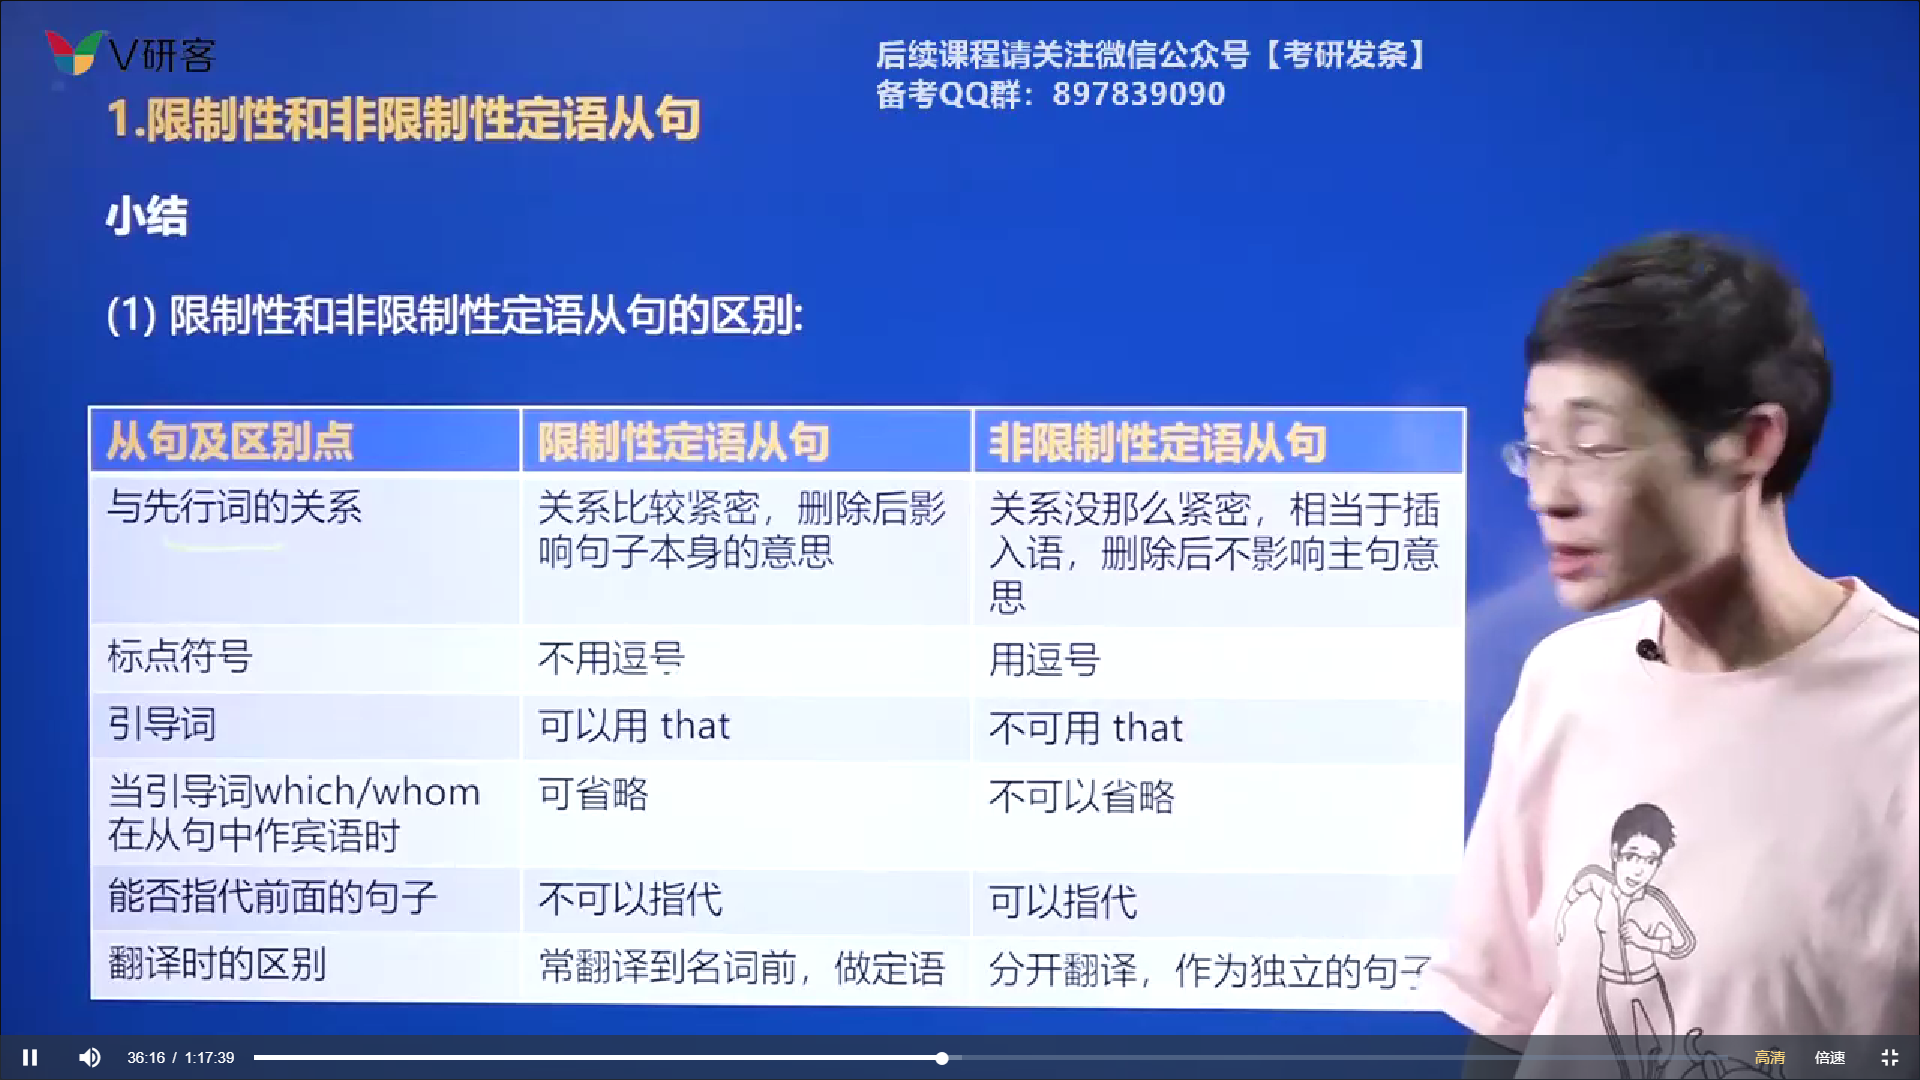 V研客
后续课程请关注微信公众号【考研发条】
备考QQ群：897839090
1.限制性和非限制性定语从句
小结
(1) 限制性和非限制性定语从句的区别:
从句及区别点
限制性定语从句
非限制性定语从句
与先行词的关系
关系比较紧密，删除后影
响句子本身的意思
关系没那么紧密，相当于插
入语，删除后不影响主句意
思
标点符号
不用逗号
用逗号
引导词
可以用 that
不可用 that
当引导词which/whom
在从句中作宾语时
可省略
不可以省略
能否指代前面的句子
不可以指代
可以指代
翻译时的区别
常翻译到名词前，做定语
分开翻译，作为独立的句子
36:16 / 1:17:39
高清
倍速